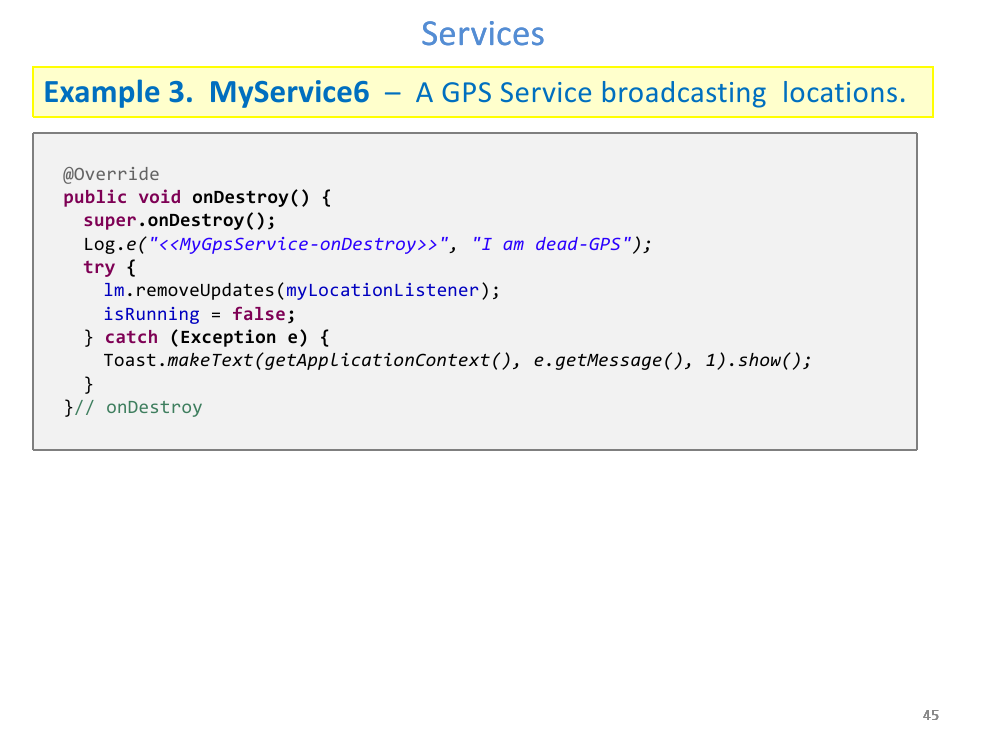 Services
Example 3. MyService6 – A GPS Service broadcasting locations.
@Override
public void onDestroy() {
super.onDestroy();
Log.e("<<MyGpsService-onDestroy>>", "I am dead-GPS");
try {
lm.removeUpdates(myLocationListener);
isRunning = false;
} catch (Exception e) {
Toast.makeText(getApplicationContext(), e.getMessage(), 1).show();
}
}// onDestroy
45